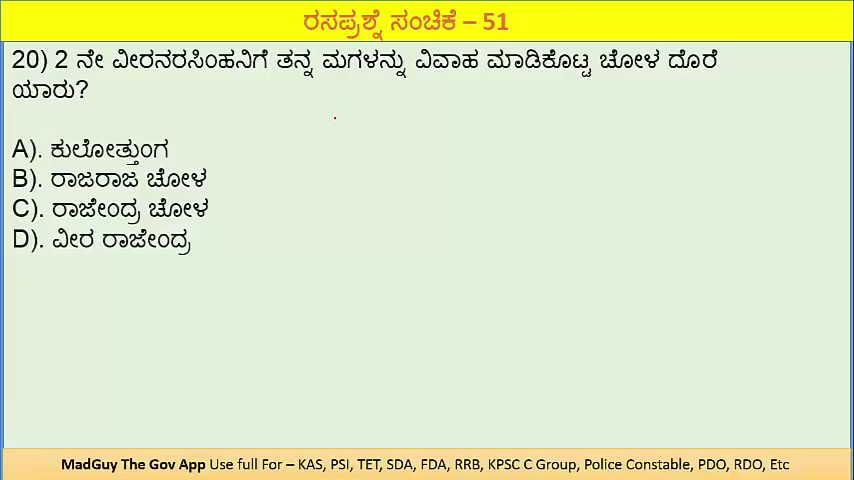 ರಸಪ್ರಶ್ನೆ ಸಂಚಿಕೆ – 51
20) 2 ನೇ ವೀರನರಸಿಂಹನಿಗೆ ತನ್ನ ಮಗಳನ್ನು ವಿವಾಹ ಮಾಡಿಕೊಟ್ಟ ಚೋಳ ದೊರೆ
ಯಾರು?
A). ಕುಲೋತ್ತುಂಗ
B). ರಾಜರಾಜ ಚೋಳ
C). ರಾಜೇಂದ್ರ ಚೋಳ
D). ವೀರ ರಾಜೇಂದ್ರ
MadGuy The Gov App Use full For – KAS, PSI, TET, SDA, FDA, RRB, KPSC C Group, Police Constable, PDO, RDO, Etc